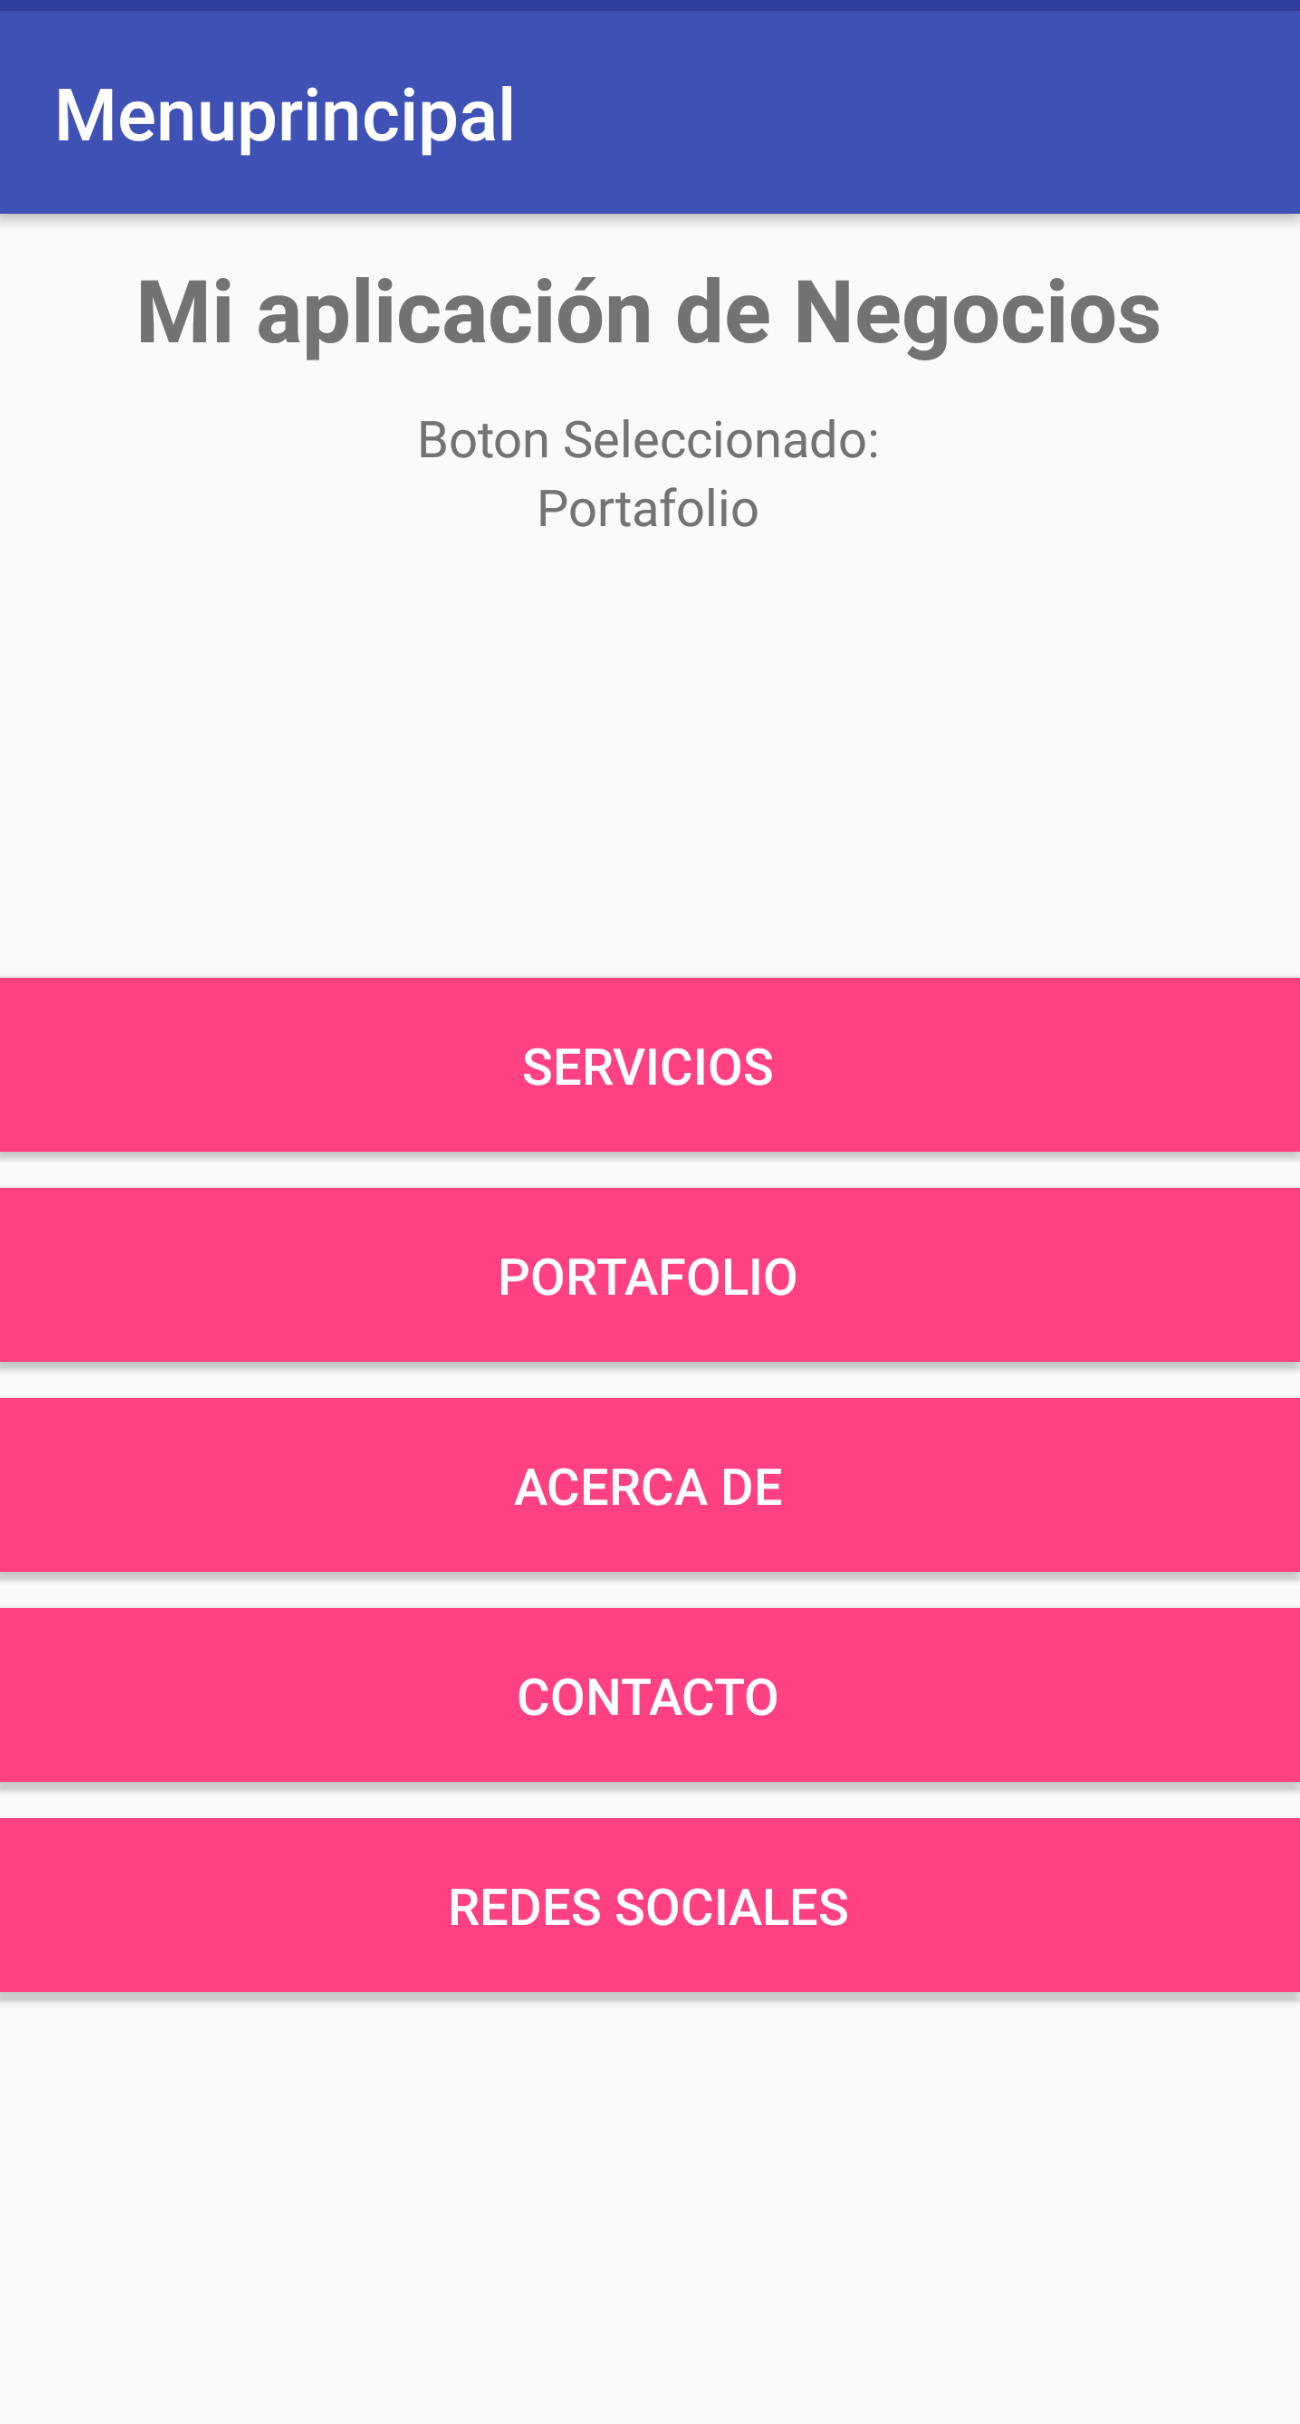 Menuprincipal
Mi aplicación de Negocios
Boton Seleccionado:
Portafolio
SERVICIOS
PORTAFOLIO
ACERCA DE
CONTACTO
REDES SOCIALES